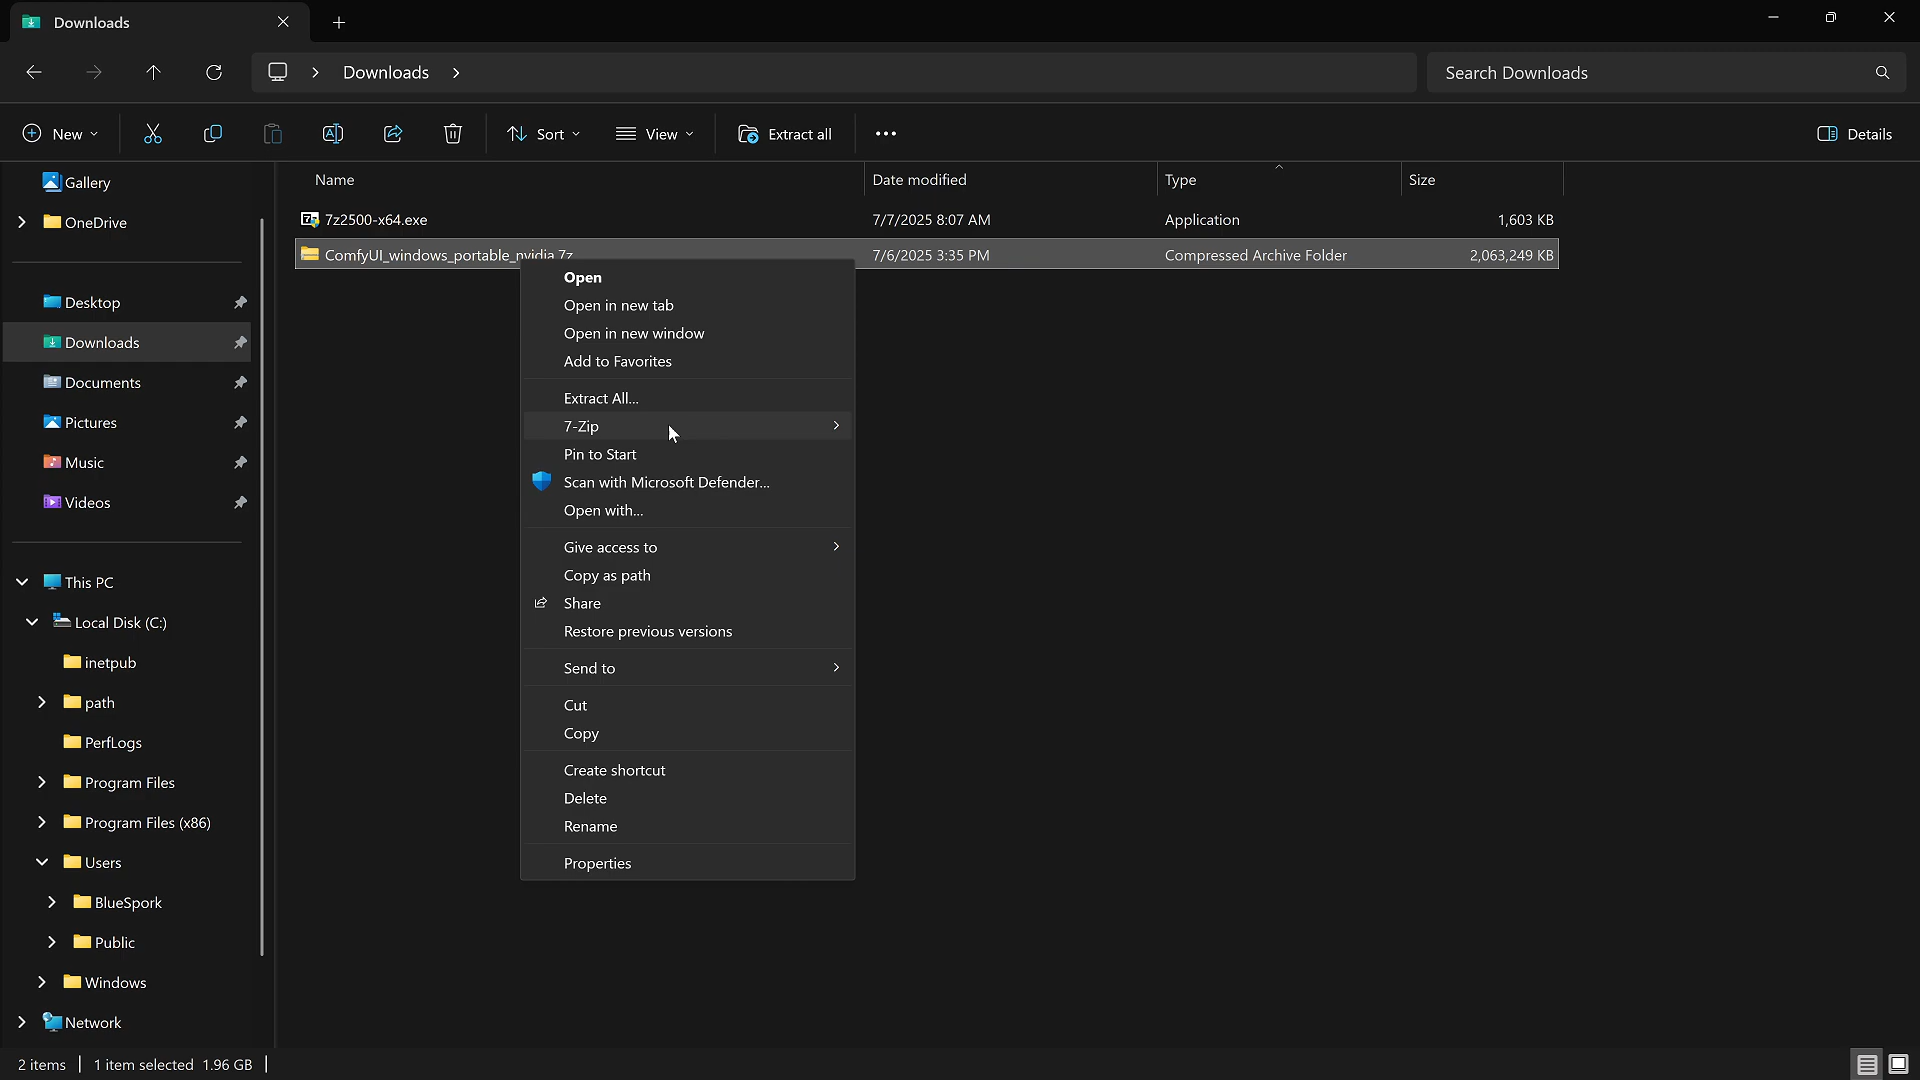 Downloads
Downloads
Search Downloads
New
Sort
View
Extract all
Details
Name
Date modified
Type
Size
7z2500-x64.exe
7/7/2025 8:07 AM
Application
1,603 KB
ComfyUI_windows_portable_nvidia.7z
7/6/2025 3:35 PM
Compressed Archive Folder
2,063,249 KB
Gallery
OneDrive
Desktop
Downloads
Documents
Pictures
Music
Videos
This PC
Local Disk (C:)
inetpub
path
PerfLogs
Program Files
Program Files (x86)
Users
BlueSpork
Public
Windows
Network
Open
Open in new tab
Open in new window
Add to Favorites
Extract All...
7-Zip
Pin to Start
Scan with Microsoft Defender...
Open with...
Give access to
Copy as path
Share
Restore previous versions
Send to
Cut
Copy
Create shortcut
Delete
Rename
Properties
2 items
1 item selected 1.96 GB